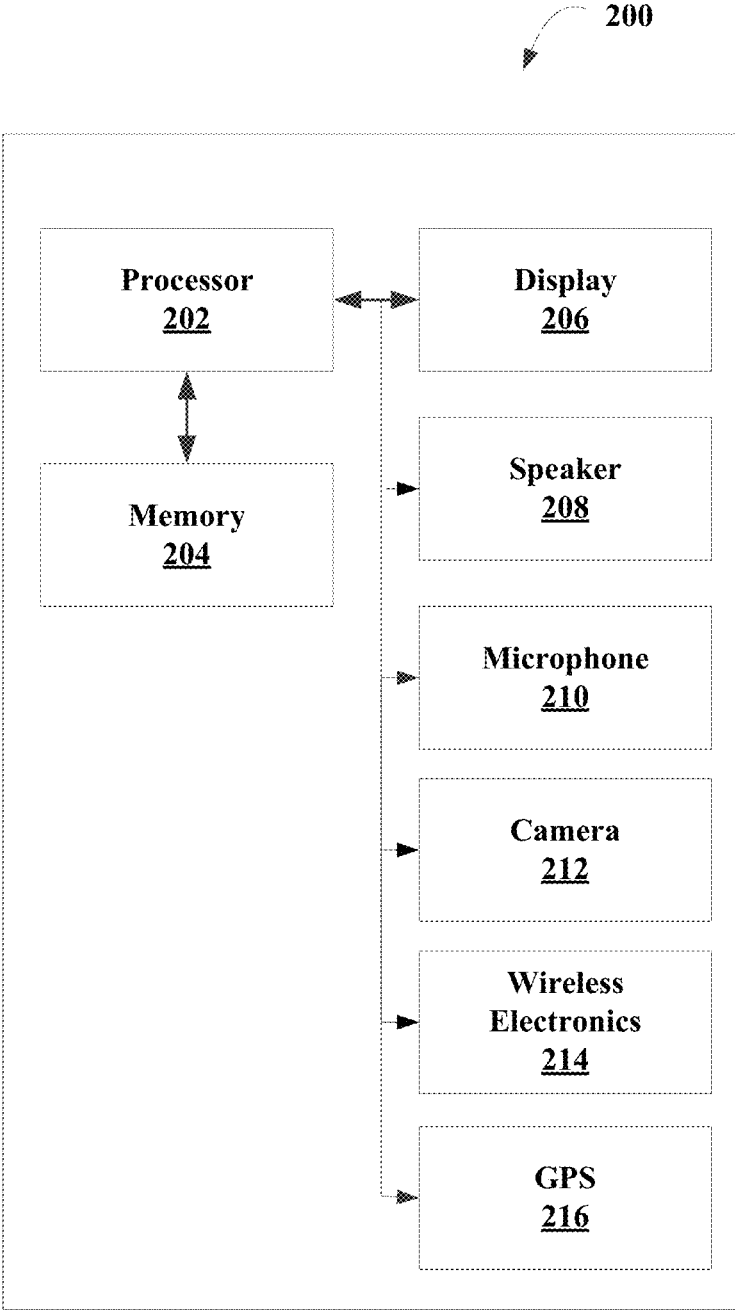 200
Processor
202
Display
206
Memory
204
Speaker
208
Microphone
210
Camera
212
Wireless
Electronics
214
GPS
216